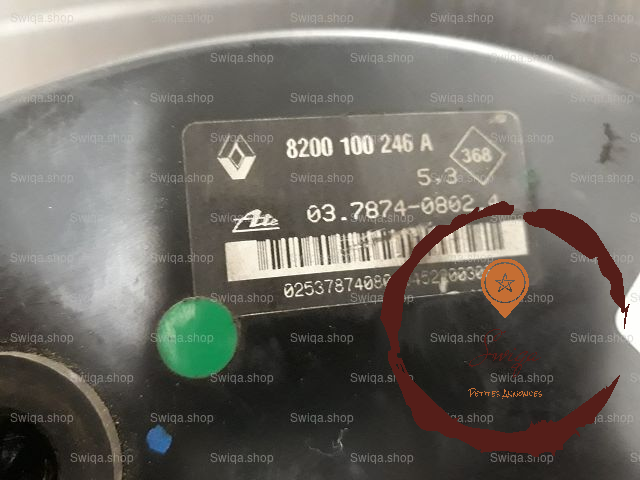 8200 100 246 A
368
5.3
Ate
03.7874-0802.4
Swiqa.shop
PETITES ANNONCES